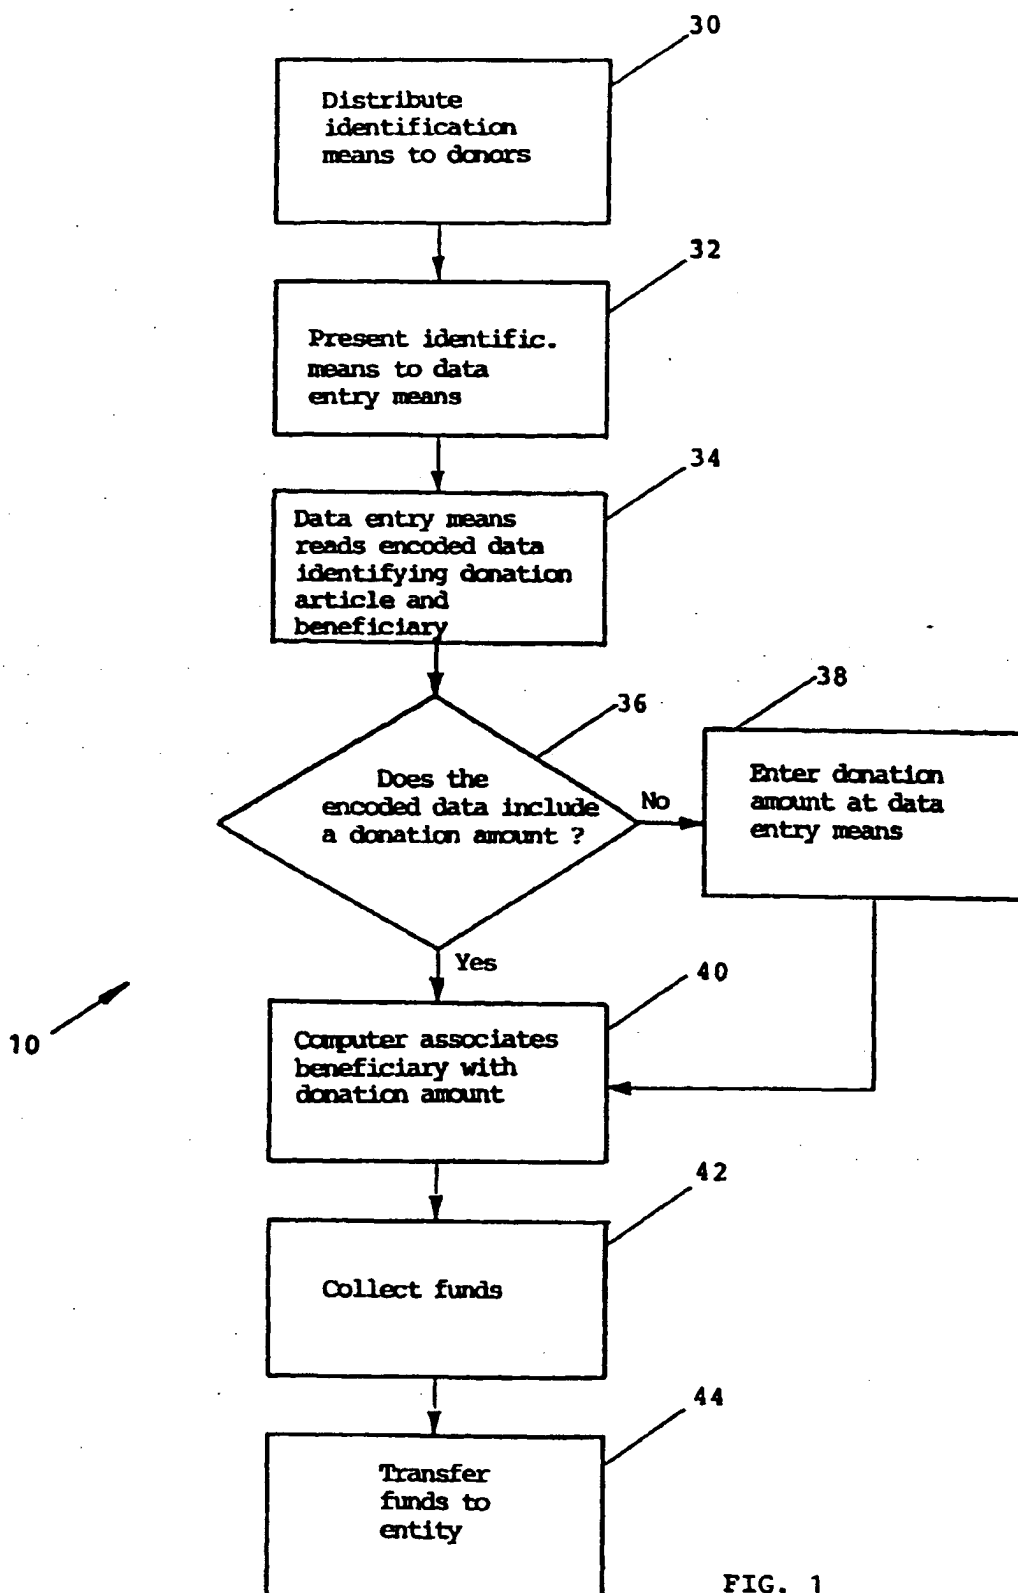 30
Distribute
identification
means to donors
32
Present identific.
means to data
entry means
34
Data entry means
reads encoded data
identifying donation
article and
beneficiary
36
Does the
encoded data include
a donation amount ?
No
38
Enter donation
amount at data
entry means
Yes
10
40
Computer associates
beneficiary with
donation amount
42
Collect funds
44
Transfer
funds to
entity
FIG. 1